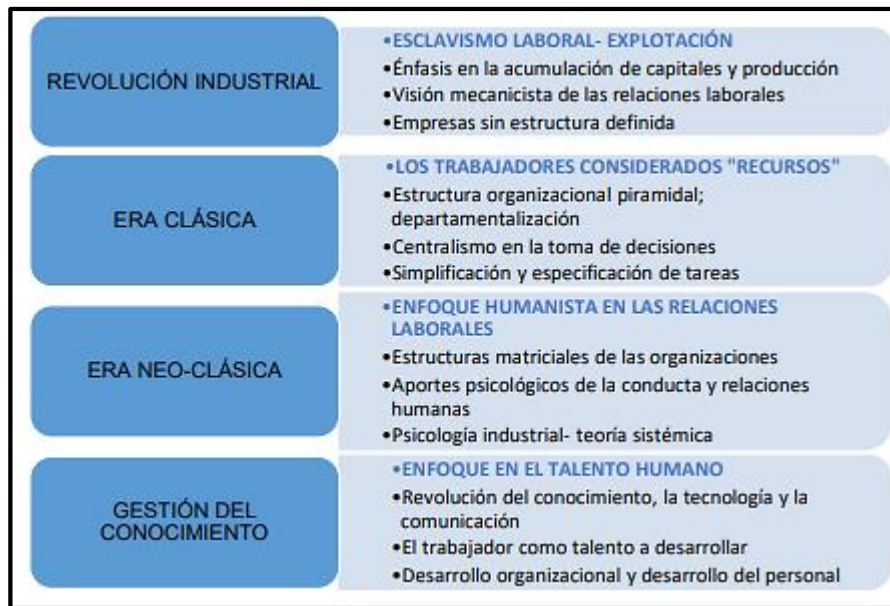 REVOLUCIÓN INDUSTRIAL
•ESCLAVISMO LABORAL- EXPLOTACIÓN
•Énfasis en la acumulación de capitales y producción
•Visión mecanicista de las relaciones laborales
•Empresas sin estructura definida
ERA CLÁSICA
•LOS TRABAJADORES CONSIDERADOS "RECURSOS"
•Estructura organizacional piramidal;
departamentalización
•Centralismo en la toma de decisiones
•Simplificación y especificación de tareas
ERA NEO-CLÁSICA
•ENFOQUE HUMANISTA EN LAS RELACIONES
LABORALES
•Estructuras matriciales de las organizaciones
•Aportes psicológicos de la conducta y relaciones
humanas
•Psicología industrial- teoría sistémica
GESTIÓN DEL
CONOCIMIENTO
•ENFOQUE EN EL TALENTO HUMANO
•Revolución del conocimiento, la tecnología y la
comunicación
•El trabajador como talento a desarrollar
•Desarrollo organizacional y desarrollo del personal